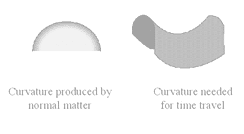 Curvature produced by
normal matter
Curvature needed
for time travel